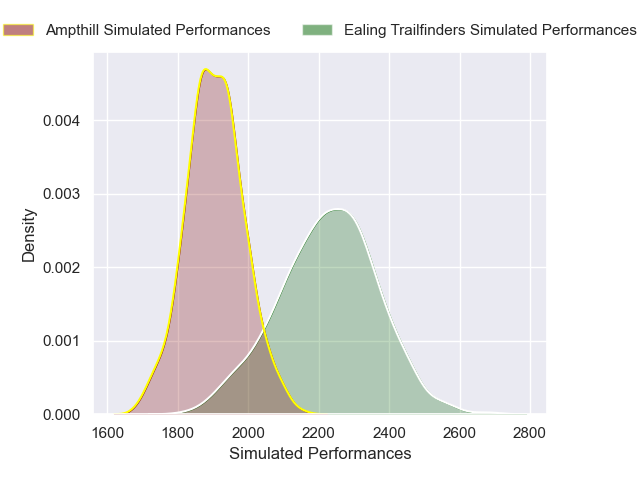 Ampthill Simulated Performances Ealing Trailfinders Simulated Performances
0.004
0.003
0.002
0.001
0.000
Density
1600 1800 2000 2200 2400 2600 2800
Simulated Performances